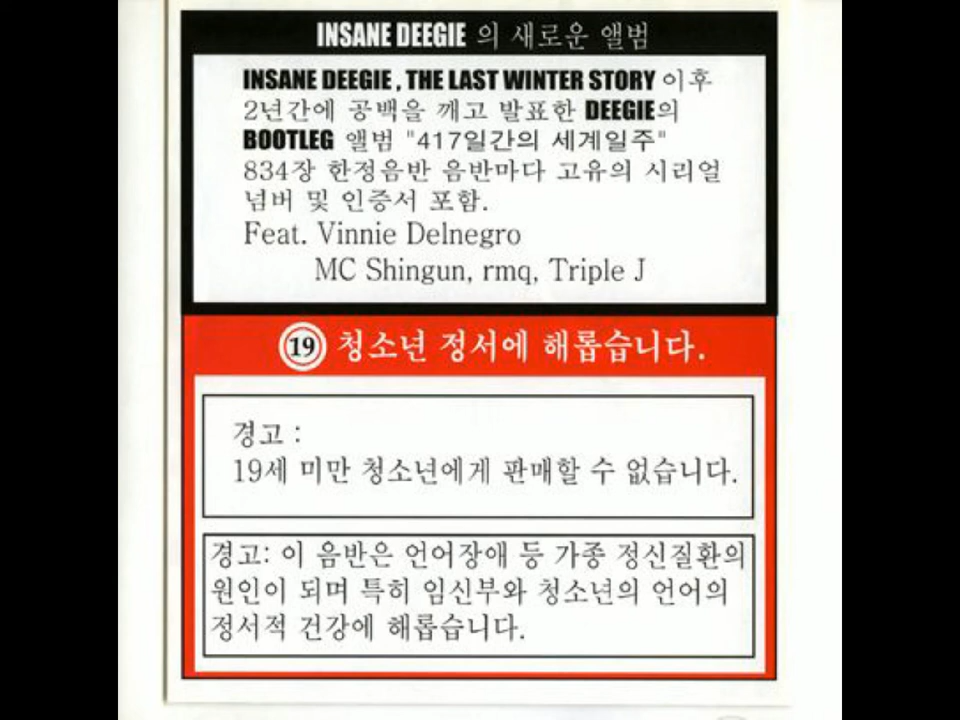 INSANE DEEGIE 의 새로운 앨범
INSANE DEEGIE , THE LAST WINTER STORY 이후
2년간에 공백을 깨고 발표한 DEEGIE의
BOOTLEG 앨범 "417일간의 세계일주"
834장 한정음반 음반마다 고유의 시리얼
넘버 및 인증서 포함.
Feat. Vinnie Delnegro
MC Shingun, rmq, Triple J
19 청소년 정서에 해롭습니다.
경고 :
19세 미만 청소년에게 판매할 수 없습니다.
경고: 이 음반은 언어장애 등 가종 정신질환의
원인이 되며 특히 임신부와 청소년의 언어의
정서적 건강에 해롭습니다.